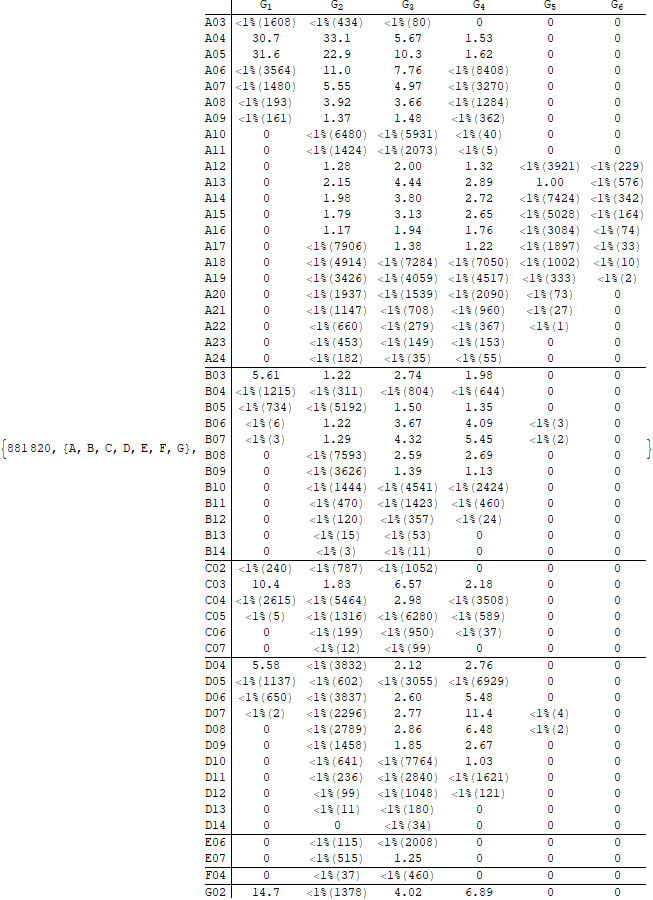 G1 G2 G3 G4 G5 G6
A03 <1%(1608) <1%(434) <1%(80) 0 0 0
A04 30.7 33.1 5.67 1.53 0 0
A05 31.6 22.9 10.3 1.62 0 0
A06 <1%(3564) 11.0 7.76 <1%(8408) 0 0
A07 <1%(1480) 5.55 4.97 <1%(3270) 0 0
A08 <1%(193) 3.92 3.66 <1%(1284) 0 0
A09 <1%(161) 1.37 1.48 <1%(362) 0 0
A10 0 <1%(6480) <1%(5931) <1%(40) 0 0
A11 0 <1%(1424) <1%(2073) <1%(5) 0 0
A12 0 1.28 2.00 1.32 <1%(3921) <1%(229)
A13 0 2.15 4.44 2.89 1.00 <1%(576)
A14 0 1.98 3.80 2.72 <1%(7424) <1%(342)
A15 0 1.79 3.13 2.65 <1%(5028) <1%(164)
A16 0 1.17 1.94 1.76 <1%(3084) <1%(74)
A17 0 <1%(7906) 1.38 1.22 <1%(1897) <1%(33)
A18 0 <1%(4914) <1%(7284) <1%(7050) <1%(1002) <1%(10)
A19 0 <1%(3426) <1%(4059) <1%(4517) <1%(333) <1%(2)
A20 0 <1%(1937) <1%(1539) <1%(2090) <1%(73) 0
A21 0 <1%(1147) <1%(708) <1%(960) <1%(27) 0
A22 0 <1%(660) <1%(279) <1%(367) <1%(1) 0
A23 0 <1%(453) <1%(149) <1%(153) 0 0
A24 0 <1%(182) <1%(35) <1%(55) 0 0
B03 5.61 1.22 2.74 1.98 0 0
B04 <1%(1215) <1%(311) <1%(804) <1%(644) 0 0
B05 <1%(734) <1%(5192) 1.50 1.35 0 0
B06 <1%(6) 1.22 3.67 4.09 <1%(3) 0
{881820, {A, B, C, D, E, F, G}, B07 <1%(3) 1.29 4.32 5.45 <1%(2) 0 }
B08 0 <1%(7593) 2.59 2.69 0 0
B09 0 <1%(3626) 1.39 1.13 0 0
B10 0 <1%(1444) <1%(4541) <1%(2424) 0 0
B11 0 <1%(470) <1%(1423) <1%(460) 0 0
B12 0 <1%(120) <1%(357) <1%(24) 0 0
B13 0 <1%(15) <1%(53) 0 0 0
B14 0 <1%(3) <1%(11) 0 0 0
C02 <1%(240) <1%(787) <1%(1052) 0 0 0
C03 10.4 1.83 6.57 2.18 0 0
C04 <1%(2615) <1%(5464) 2.98 <1%(3508) 0 0
C05 <1%(5) <1%(1316) <1%(6280) <1%(589) 0 0
C06 0 <1%(199) <1%(950) <1%(37) 0 0
C07 0 <1%(12) <1%(99) 0 0 0
D04 5.58 <1%(3832) 2.12 2.76 0 0
D05 <1%(1137) <1%(602) <1%(3055) <1%(6929) 0 0
D06 <1%(650) <1%(3837) 2.60 5.48 0 0
D07 <1%(2) <1%(2296) 2.77 11.4 <1%(4) 0
D08 0 <1%(2789) 2.86 6.48 <1%(2) 0
D09 0 <1%(1458) 1.85 2.67 0 0
D10 0 <1%(641) <1%(7764) 1.03 0 0
D11 0 <1%(236) <1%(2840) <1%(1621) 0 0
D12 0 <1%(99) <1%(1048) <1%(121) 0 0
D13 0 <1%(11) <1%(180) 0 0 0
D14 0 0 <1%(34) 0 0 0
E06 0 <1%(115) <1%(2008) 0 0 0
E07 0 <1%(515) 1.25 0 0 0
F04 0 <1%(37) <1%(460) 0 0 0
G02 14.7 <1%(1378) 4.02 6.89 0 0